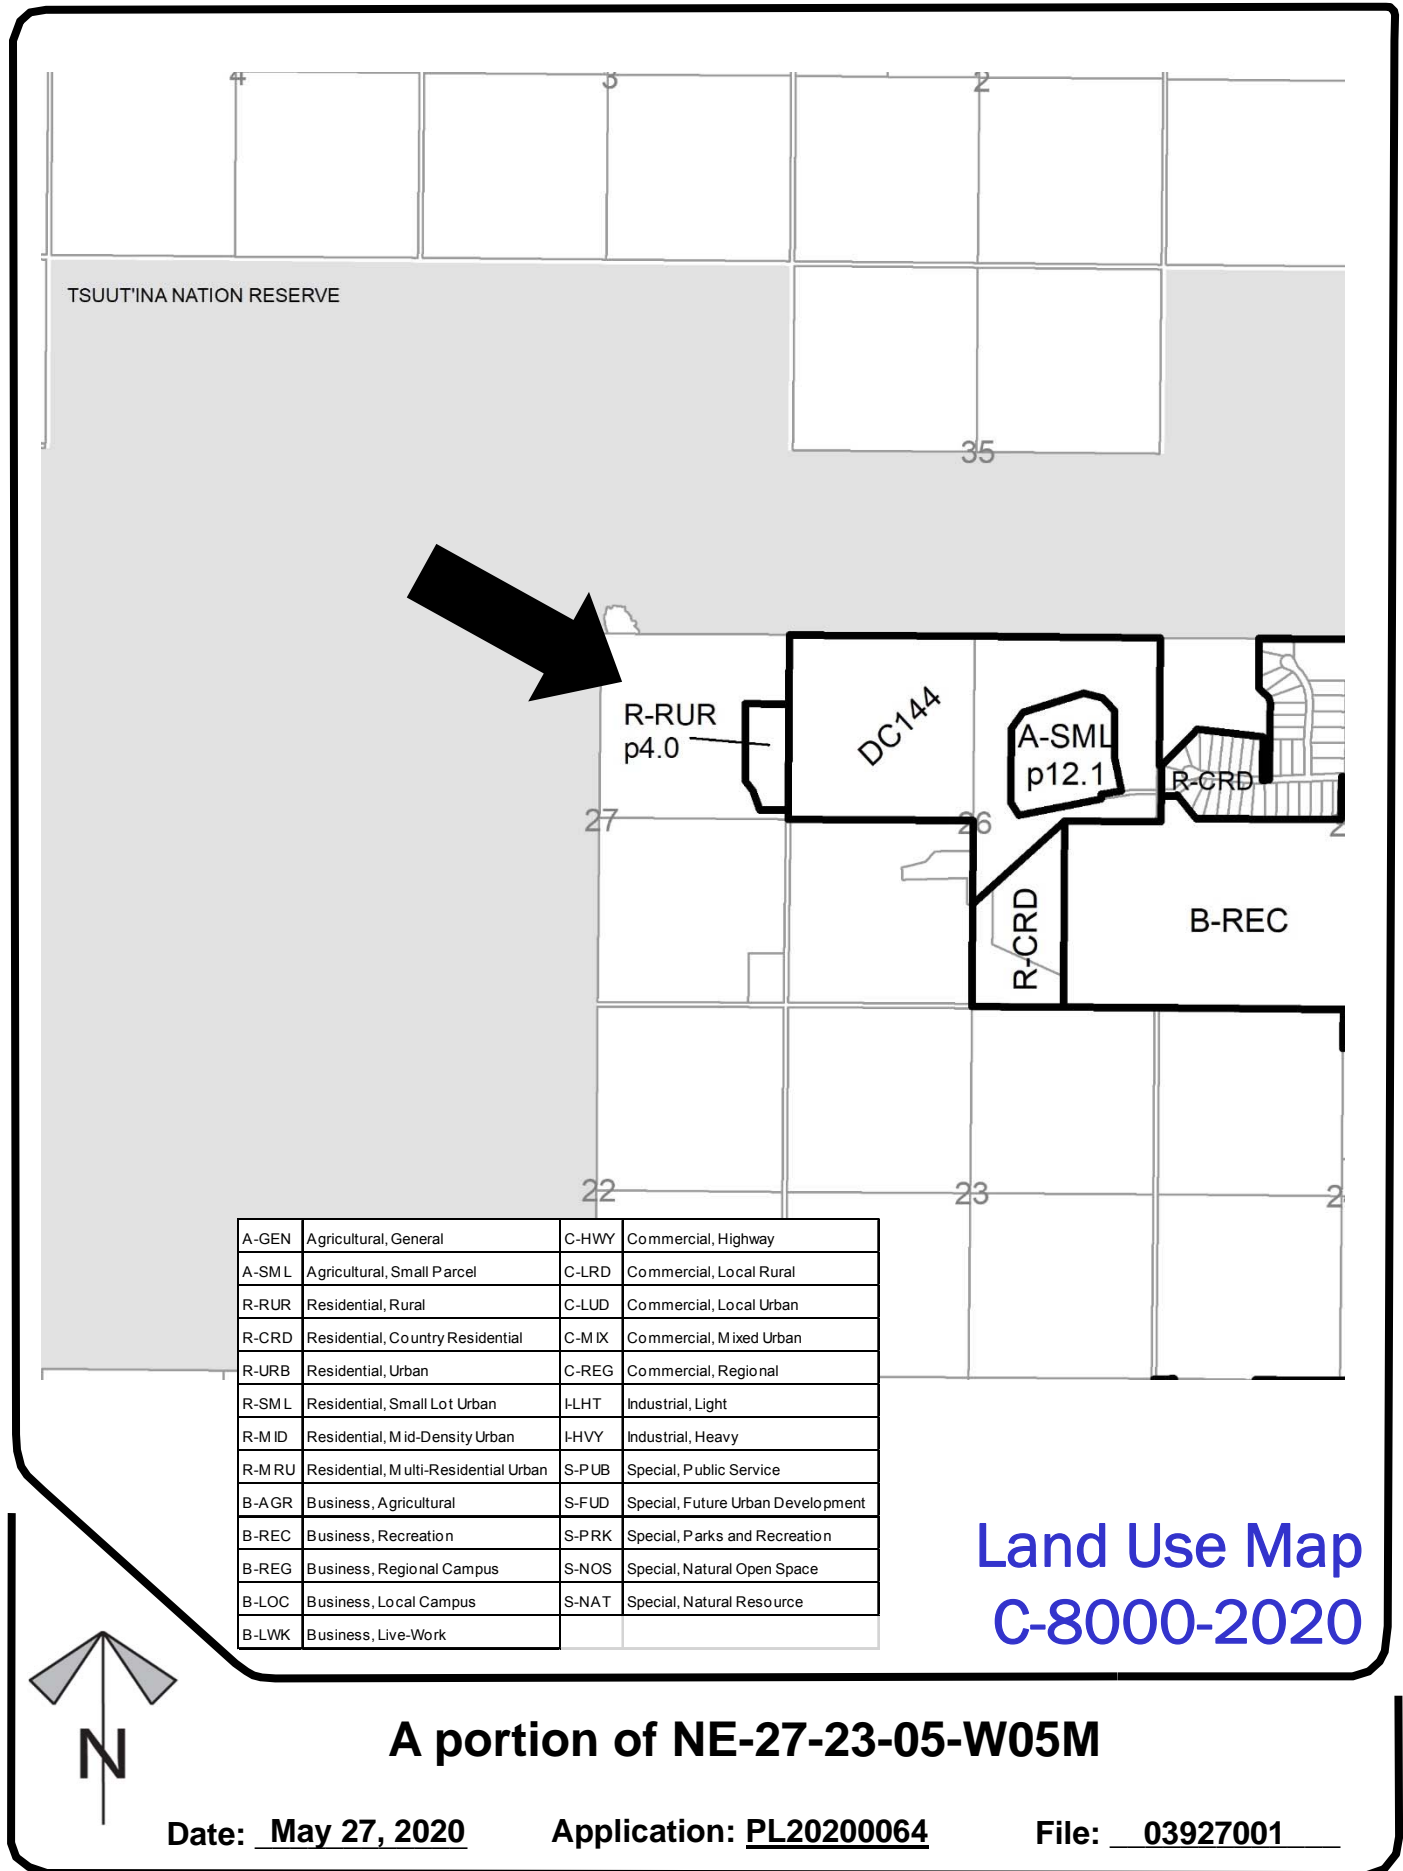 4 3 2
TSUUT'INA NATION RESERVE
35
R-RUR
p4.0
DC144
A-SML
p12.1
R-CRD
27 26 2
R-CRD
B-REC
22 23 2
A-GEN Agricultural, General C-HWY Commercial, Highway
A-SML Agricultural, Small Parcel C-LRD Commercial, Local Rural
R-RUR Residential, Rural C-LUD Commercial, Local Urban
R-CRD Residential, Country Residential C-MIX Commercial, Mixed Urban
R-URB Residential, Urban C-REG Commercial, Regional
R-SML Residential, Small Lot Urban I-LHT Industrial, Light
R-MID Residential, Mid-Density Urban I-HVY Industrial, Heavy
R-MRU Residential, Multi-Residential Urban S-PUB Special, Public Service
B-AGR Business, Agricultural S-FUD Special, Future Urban Development
B-REC Business, Recreation S-PRK Special, Parks and Recreation
B-REG Business, Regional Campus S-NOS Special, Natural Open Space
B-LOC Business, Local Campus S-NAT Special, Natural Resource
B-LWK Business, Live-Work
Land Use Map
C-8000-2020
N
A portion of NE-27-23-05-W05M
Date: May 27, 2020 Application: PL20200064 File: 03927001